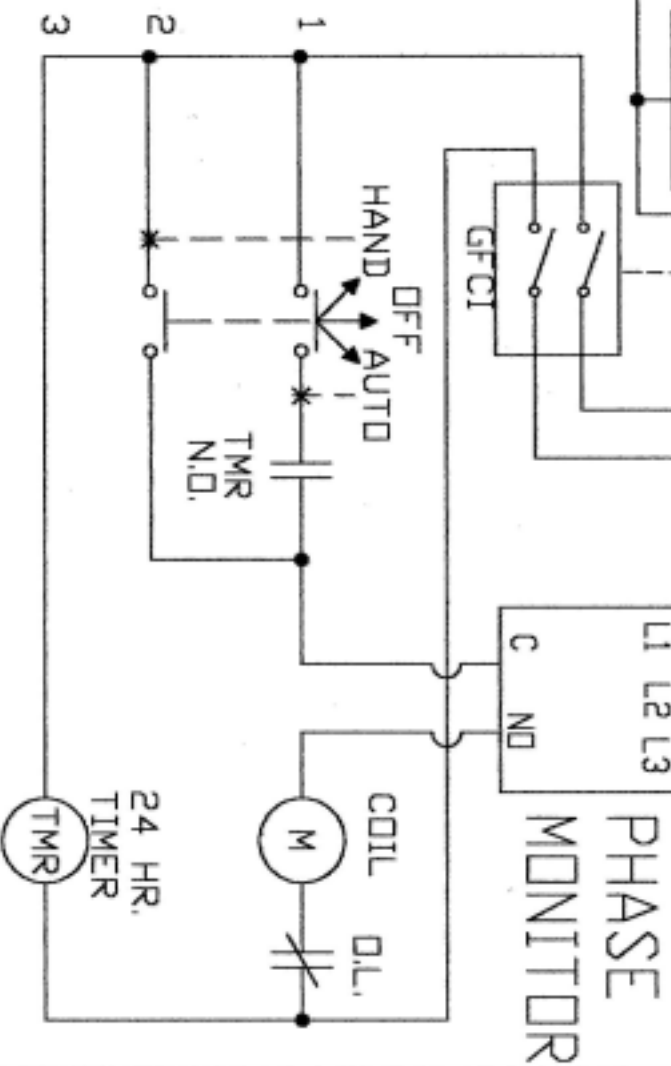 L1 L2 L3
PHASE
MONITOR
C
NO
GFCI
OFF
HAND
AUTO
1
TMR
N.O.
COIL
M
O.L.
2
3
24 HR.
TIMER
TMR